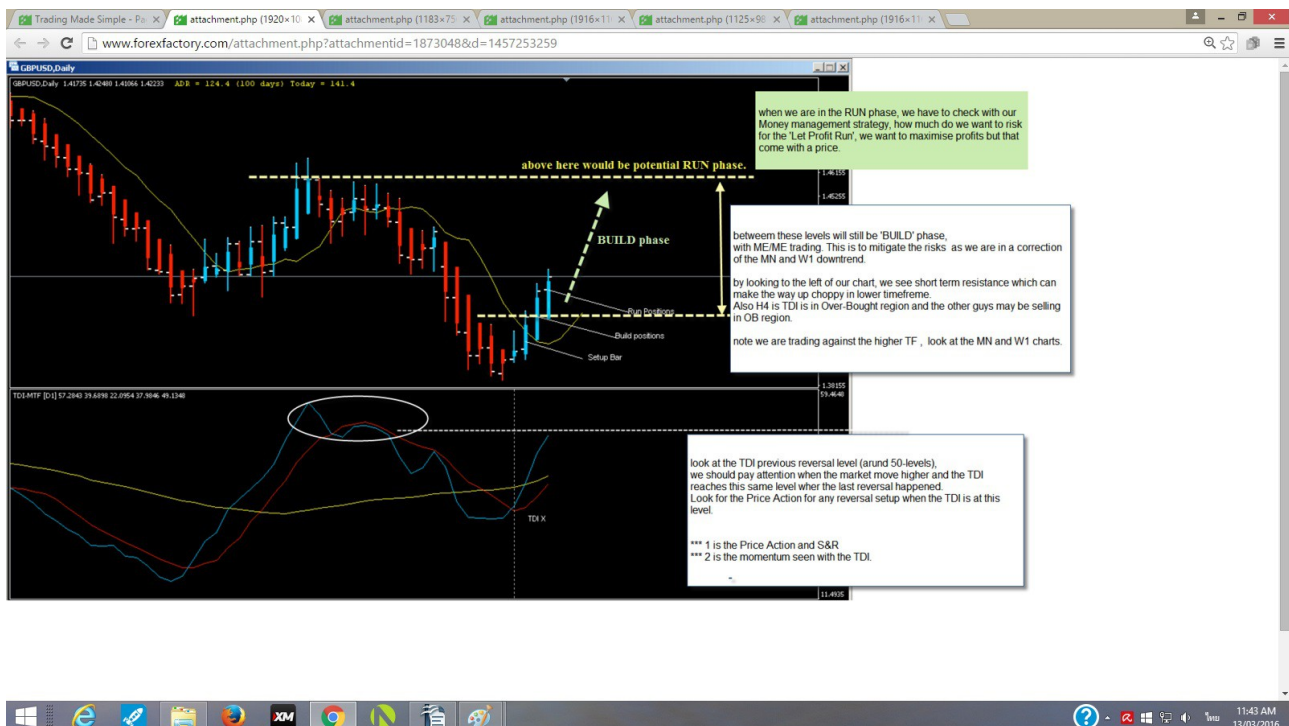 Trading Made Simple - Pa
attachment.php (1920×10
attachment.php (1183×75
attachment.php (1916×11
attachment.php (1125×98
attachment.php (1916×11
www.forexfactory.com/attachment.php?attachmentid=1873048&d=1457253259
GBPUSD,Daily
GBPUSD,Daily 1.41735 1.42480 1.41066 1.42233 ADR = 124.4 (100 days) Today = 141.4
when we are in the RUN phase, we have to check with our
Money management strategy, how much do we want to risk
for the 'Let Profit Run', we want to maximise profits but that
come with a price.
above here would be potential RUN phase.
1.46155
1.45255
betweem these levels will still be 'BUILD' phase,
with ME/ME trading. This is to mitigate the risks as we are in a correction
of the MN and W1 downtrend.
by looking to the left of our chart, we see short term resistance which can
make the way up choppy in lower timefreme.
Also H4 is TDI is in Over-Bought region and the other guys may be selling
in OB region.
note we are trading against the higher TF , look at the MN and W1 charts.
BUILD phase
Run Positions
Build positions
Setup Bar
1.38155
TDI-MTF [D1] 57.2843 39.6898 22.0954 37.9846 49.1348
59.4648
look at the TDI previous reversal level (arund 50-levels),
we should pay attention when the market move higher and the TDI
reaches this same level wher the last reversal happened.
Look for the Price Action for any reversal setup when the TDI is at this
level.
*** 1 is the Price Action and S&R
*** 2 is the momentum seen with the TDI.
TDI X
11.4935
XM
ไทย
11:43 AM
13/03/2016